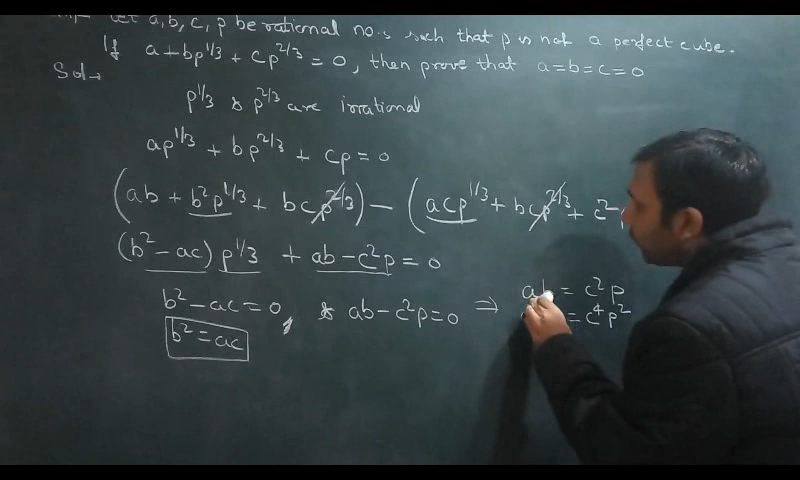 let a, b, c, p be rational no.s such that p is not a perfect cube.
If a + bp^1/3 + cp^2/3 = 0, then prove that a=b=c=0
Sol→
p^1/3 & p^2/3 are irrational
ap^1/3 + bp^2/3 + cp = 0
(ab + b²p^1/3 + bcp^2/3) − (acp^1/3 + bcp^2/3 + c²
(b² − ac) p^1/3 + ab − c²p = 0
b² − ac = 0, & ab − c²p = 0 ⇒ ab = c²p
b² = ac
= c⁴p²